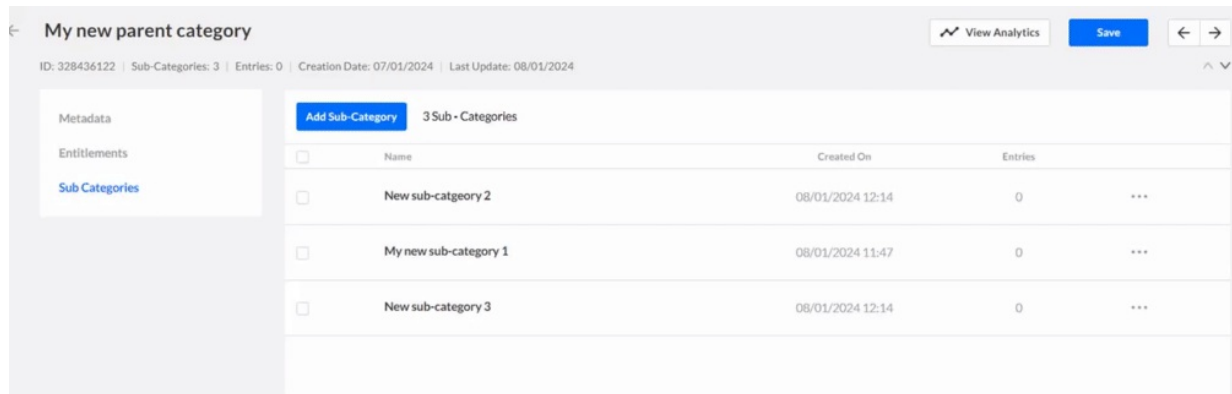 My new parent category
View Analytics
Save
ID: 328436122 | Sub-Categories: 3 | Entries: 0 | Creation Date: 07/01/2024 | Last Update: 08/01/2024
Metadata
Entitlements
Sub Categories
Add Sub-Category 3 Sub - Categories
Name Created On Entries
New sub-catgeory 2 08/01/2024 12:14 0
My new sub-category 1 08/01/2024 11:47 0
New sub-category 3 08/01/2024 12:14 0